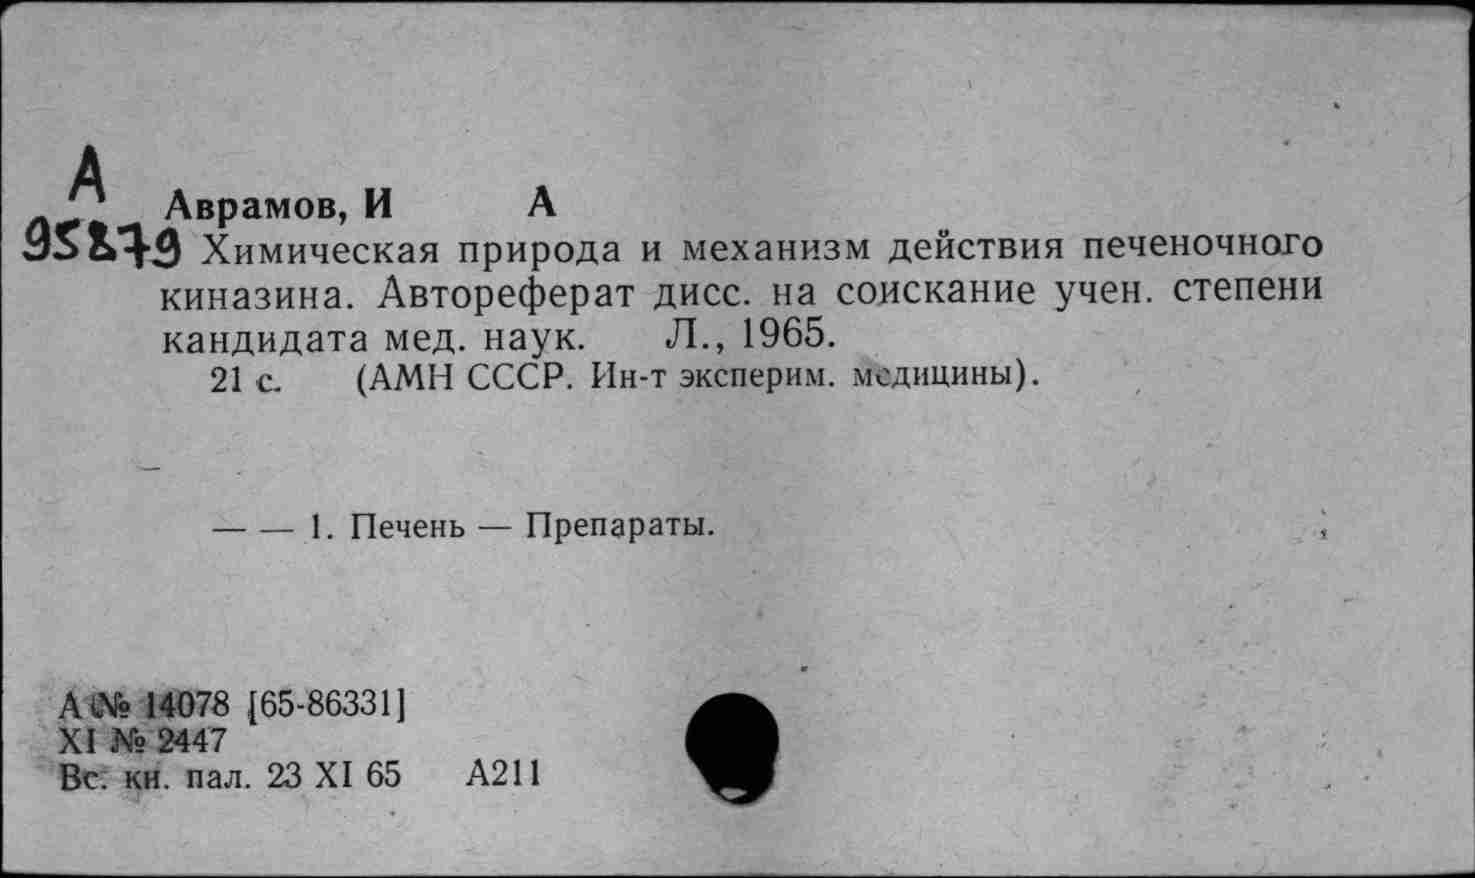 А
Аврамов, И А
95879 Химическая природа и механизм действия печеночного
киназина. Автореферат дисс. на соискание учен. степени
кандидата мед. наук. Л., 1965.
21 с. (АМН СССР. Ин-т эксперим. медицины).
— — 1. Печень — Препараты.
А № 14078 [65-86331]
XI № 2447
Вс. кн. пал. 23 XI 65 А211